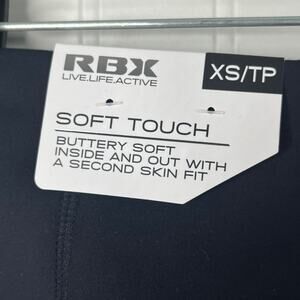 RBX
LIVE.LIFE.ACTIVE
XS/TP
SOFT TOUCH
BUTTERY SOFT
INSIDE AND OUT WITH
A SECOND SKIN FIT